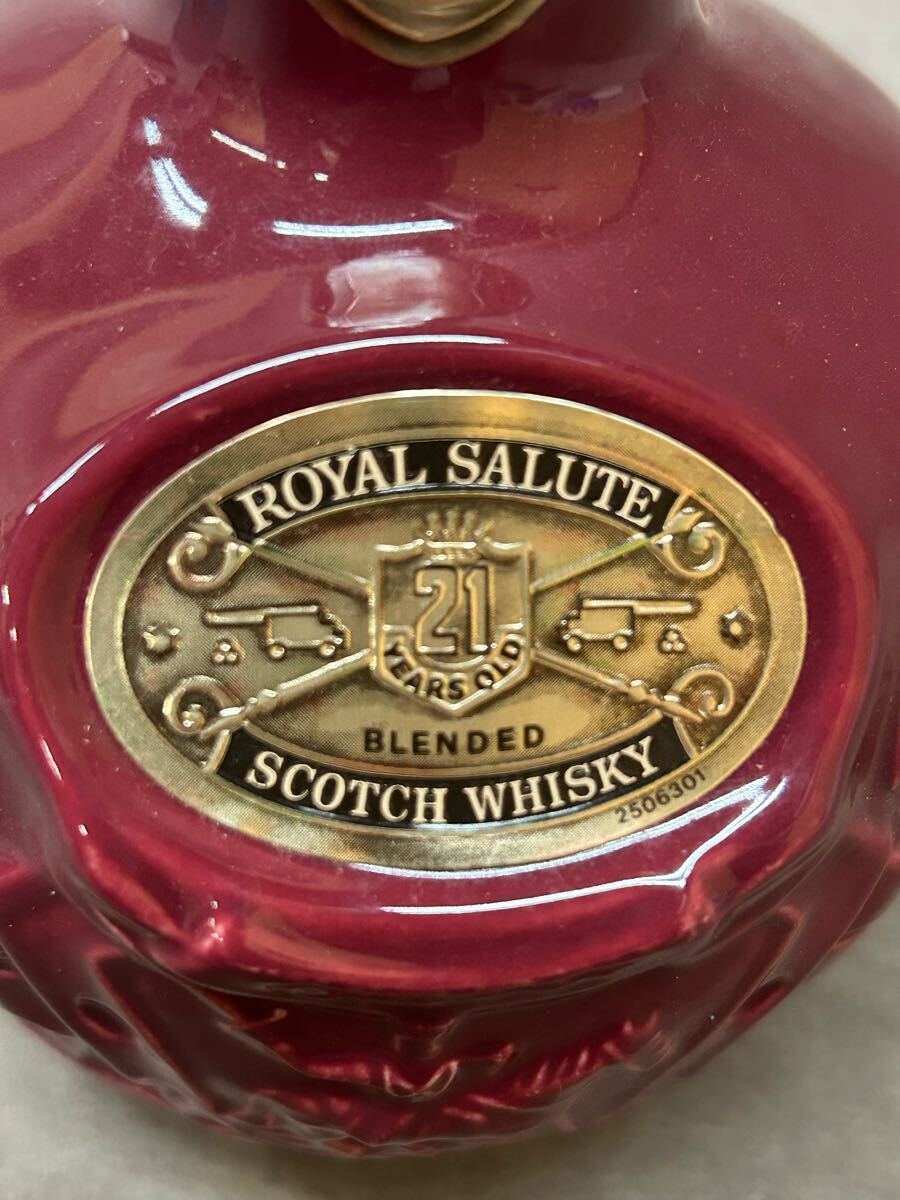 ROYAL SALUTE
21
YEARS OLD
BLENDED
SCOTCH WHISKY
2506301